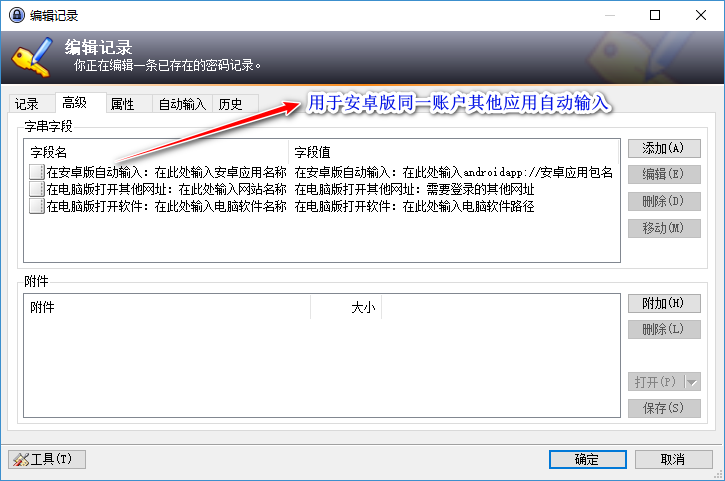 编辑记录
编辑记录
你正在编辑一条已存在的密码记录。
记录 高级 属性 自动输入 历史
用于安卓版同一账户其他应用自动输入
字串字段
字段名 字段值
在安卓版自动输入：在此处输入安卓应用名称 在安卓版自动输入：在此处输入androidapp://安卓应用包名
在电脑版打开其他网址：在此处输入网站名称 在电脑版打开其他网址：需要登录的其他网址
在电脑版打开软件：在此处输入电脑软件名称 在电脑版打开软件：在此处输入电脑软件路径
添加(A)
编辑(E)
删除(D)
移动(M)
附件
附件 大小
附加(H)
删除(L)
打开(P)
保存(S)
工具(T)
确定
取消